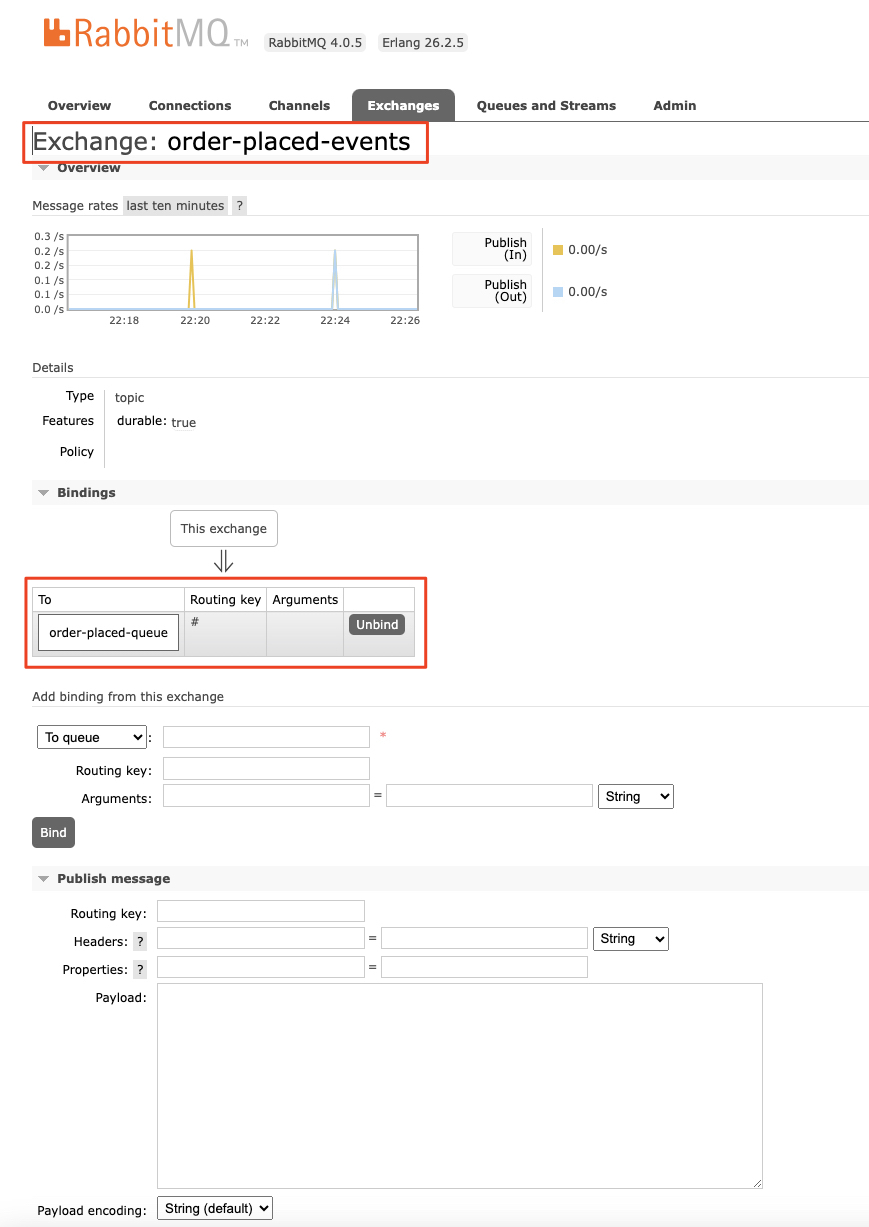 RabbitMQ TM RabbitMQ 4.0.5 Erlang 26.2.5
Overview Connections Channels Exchanges Queues and Streams Admin
Exchange: order-placed-events
Overview
Message rates last ten minutes ?
0.3 /s
0.2 /s
0.2 /s
0.1 /s
0.1 /s
0.0 /s
22:18 22:20 22:22 22:24 22:26
Publish
(In)
0.00/s
Publish
(Out)
0.00/s
Details
Type topic
Features durable: true
Policy
Bindings
This exchange
⇓
To Routing key Arguments
order-placed-queue # Unbind
Add binding from this exchange
To queue : *
Routing key:
Arguments: = String
Bind
Publish message
Routing key:
Headers: ? = String
Properties: ? =
Payload:
Payload encoding: String (default)